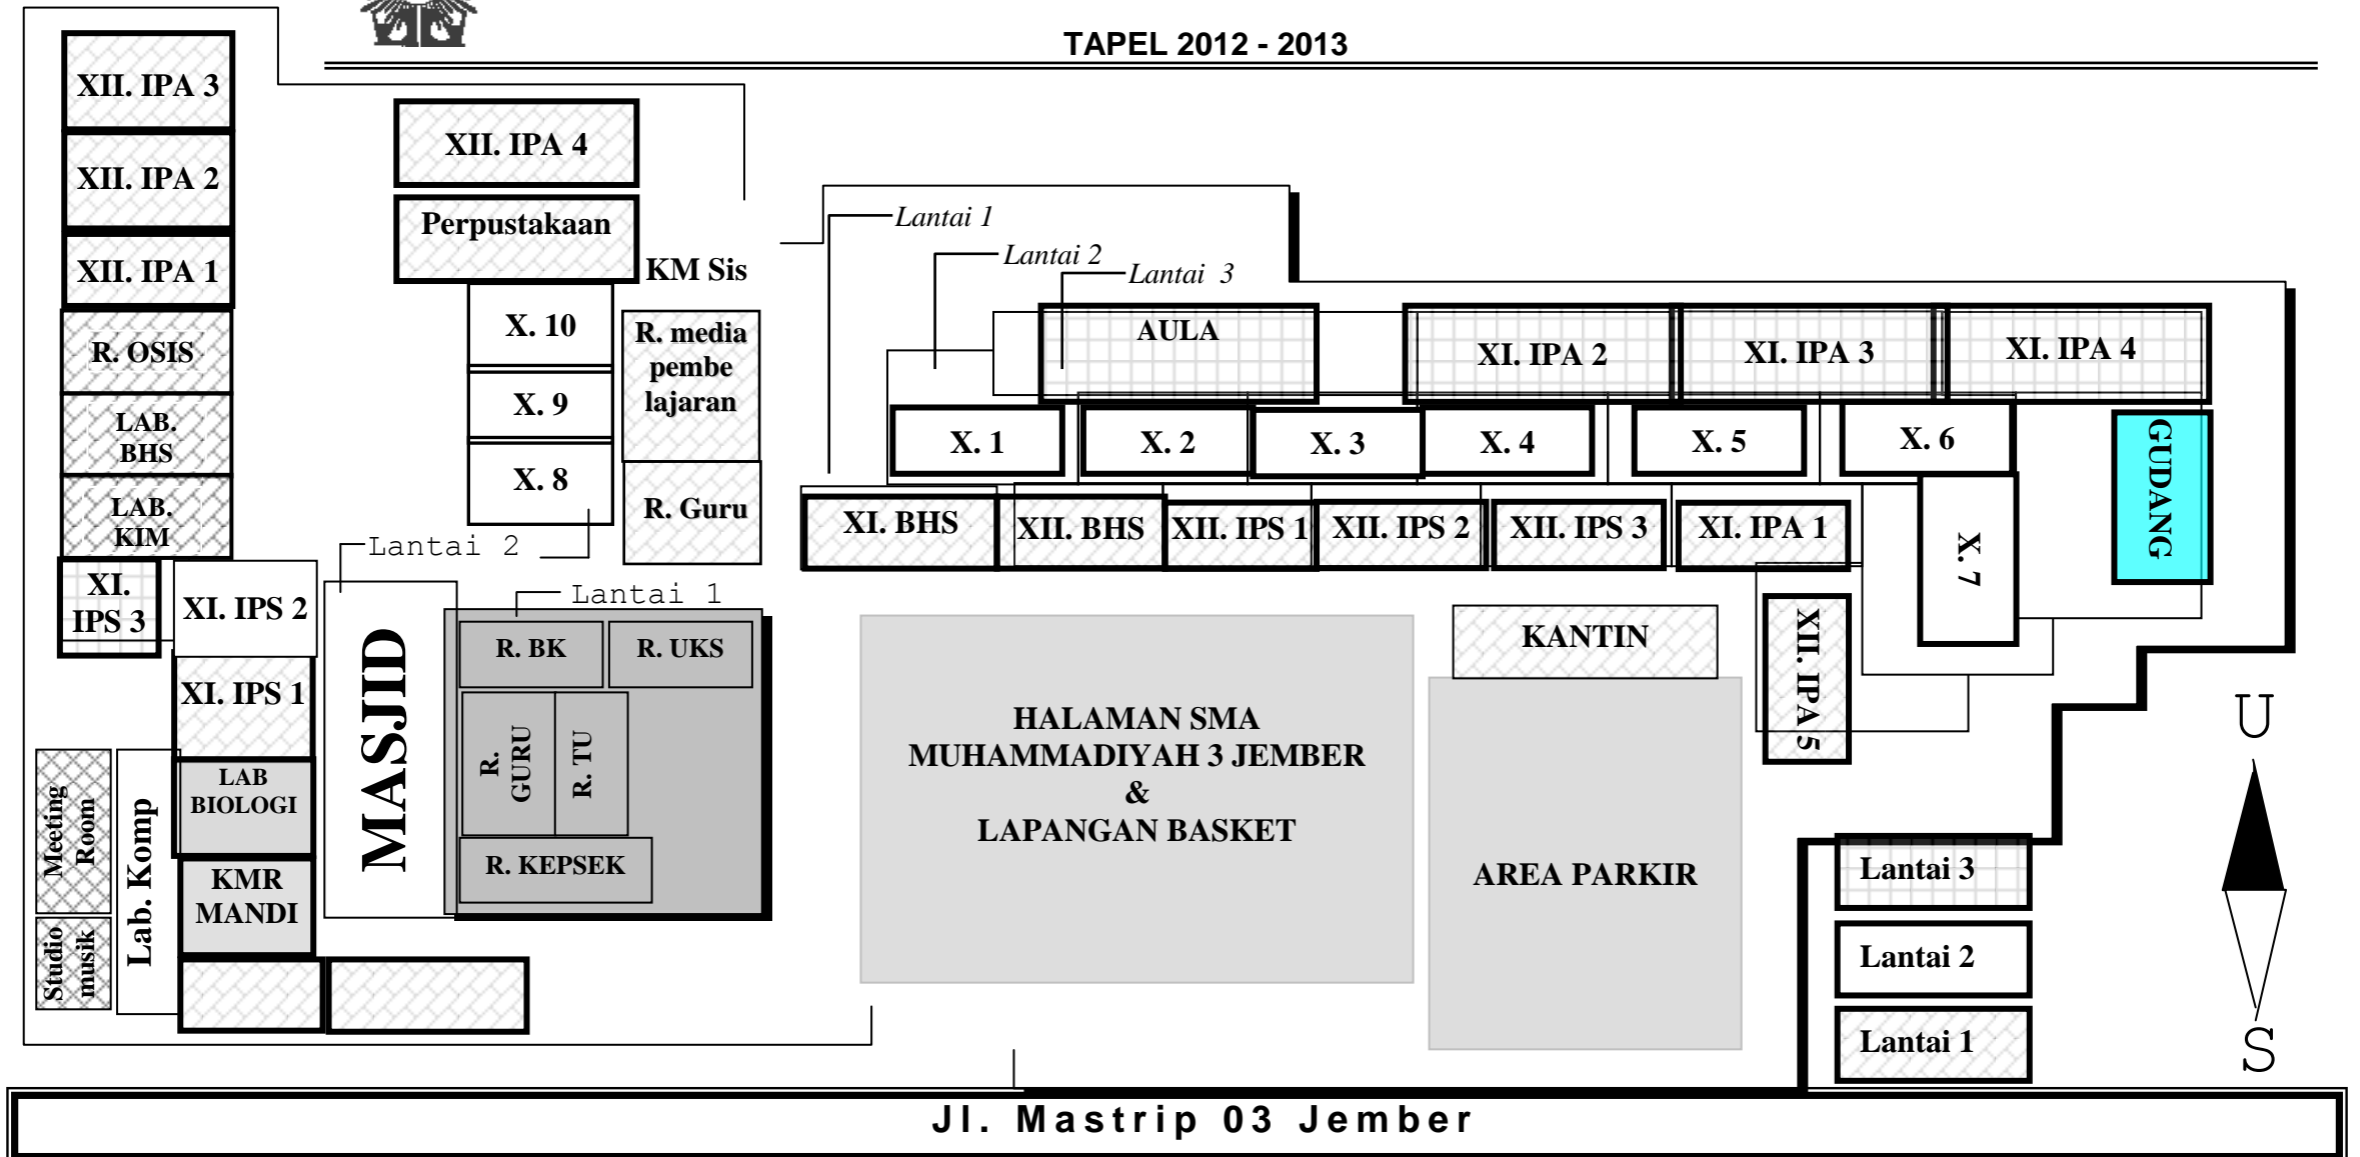 TAPEL 2012 - 2013
XII. IPA 3
XII. IPA 2
XII. IPA 1
R. OSIS
LAB.
BHS
LAB.
KIM
XI.
IPS 3
XI. IPS 2
XI. IPS 1
LAB
BIOLOGI
KMR
MANDI
Meeting
Room
Studio
musik
Lab. Komp
XII. IPA 4
Perpustakaan
KM Sis
X. 10
X. 9
X. 8
R. media
pembe
lajaran
R. Guru
Lantai 2
Lantai 1
MASJID
R. BK
R. UKS
R.
GURU
R. TU
R. KEPSEK
Lantai 1
Lantai 2
Lantai 3
AULA
XI. IPA 2
XI. IPA 3
XI. IPA 4
X. 1
X. 2
X. 3
X. 4
X. 5
X. 6
GUDANG
XI. BHS
XII. BHS
XII. IPS 1
XII. IPS 2
XII. IPS 3
XI. IPA 1
X. 7
XII. IPA 5
KANTIN
HALAMAN SMA
MUHAMMADIYAH 3 JEMBER
&
LAPANGAN BASKET
AREA PARKIR
U
S
Lantai 3
Lantai 2
Lantai 1
Jl. Mastrip 03 Jember